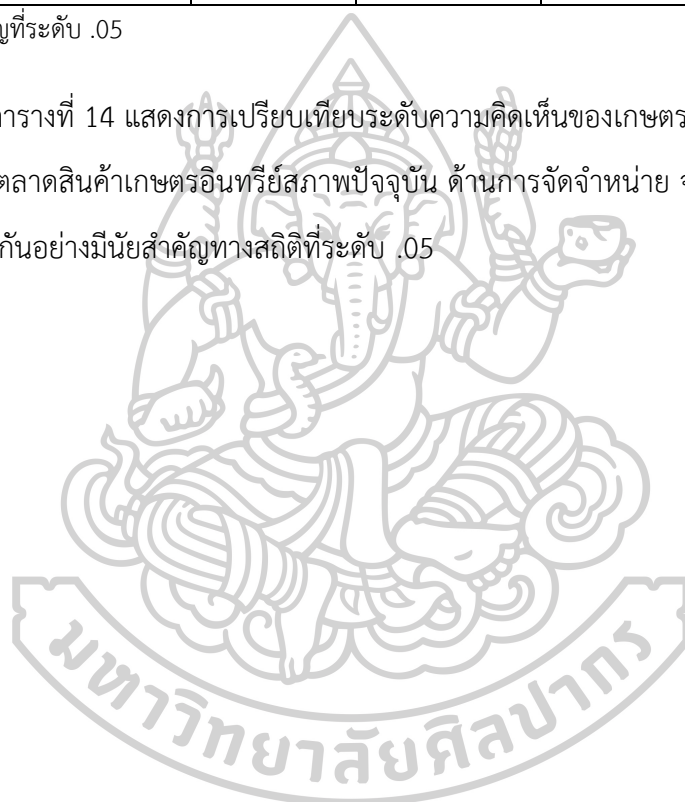 ที่ระดับ .05
ารางที่ 14 แสดงการเปรียบเทียบระดับความคิดเห็นของเกษตร
ตลาดสินค้าเกษตรอินทรีย์สภาพปัจจุบัน ด้านการจัดจำหน่าย
กันอย่างมีนัยสำคัญทางสถิติที่ระดับ .05
มหาวิทยาลัยศิลปากร